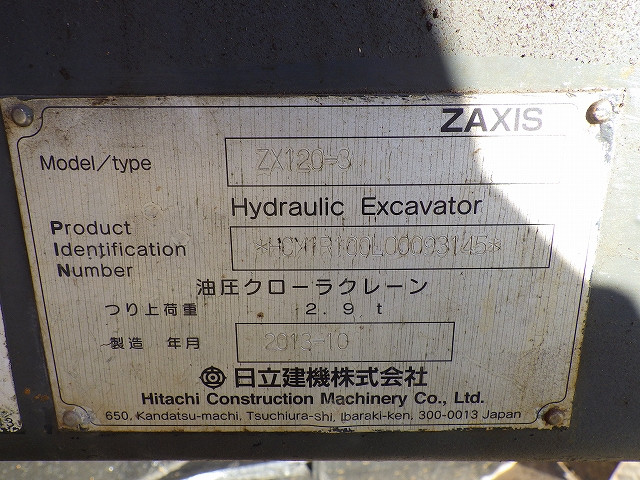 ZAXIS
Model/type ZX120-3
Hydraulic Excavator
Product Identification Number *HCM1R100L00093145*
油圧クローラクレーン
つり上荷重 2.9t
製造 年月 2013-10
日立建機株式会社
Hitachi Construction Machinery Co., Ltd.
650, Kandatsu-machi, Tsuchiura-shi, Ibaraki-ken, 300-0013 Japan